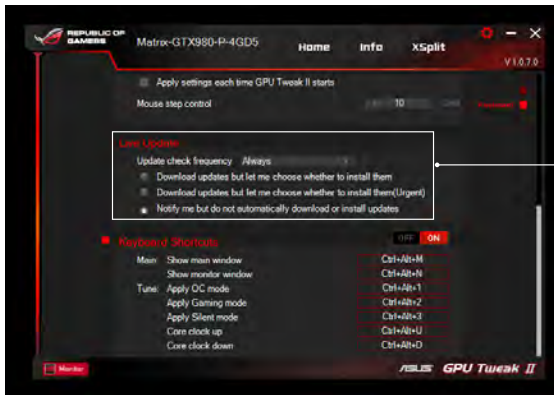 REPUBLIC OF
GAMERS
Matrix-GTX980-P-4GD5
Home
Info
XSplit
V1.0.7.0
Apply settings each time GPU Tweak II starts
Mouse step control
10
Live Update
Update check frequency Always
Download updates but let me choose whether to install them
Download updates but let me choose whether to install them(Urgent)
Notify me but do not automatically download or install updates
Keyboard Shortcuts
OFF ON
Main: Show main window Ctrl+Alt+M
Show monitor window Ctrl+Alt+N
Tune: Apply OC mode Ctrl+Alt+1
Apply Gaming mode Ctrl+Alt+2
Apply Silent mode Ctrl+Alt+3
Core clock up Ctrl+Alt+U
Core clock down Ctrl+Alt+D
Monitor
ASUS GPU Tweak II